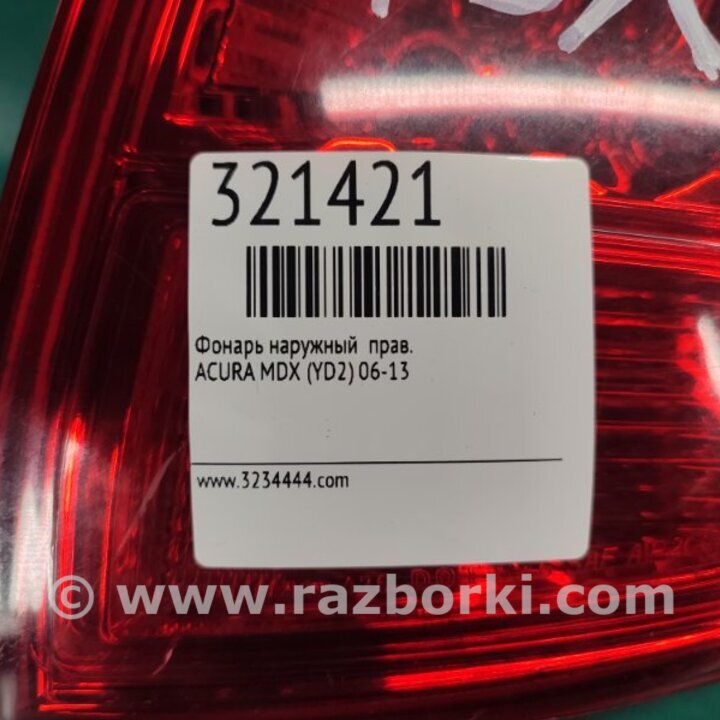 321421
Фонарь наружный прав.
ACURA MDX (YD2) 06-13
www.3234444.com
© www.razborki.com